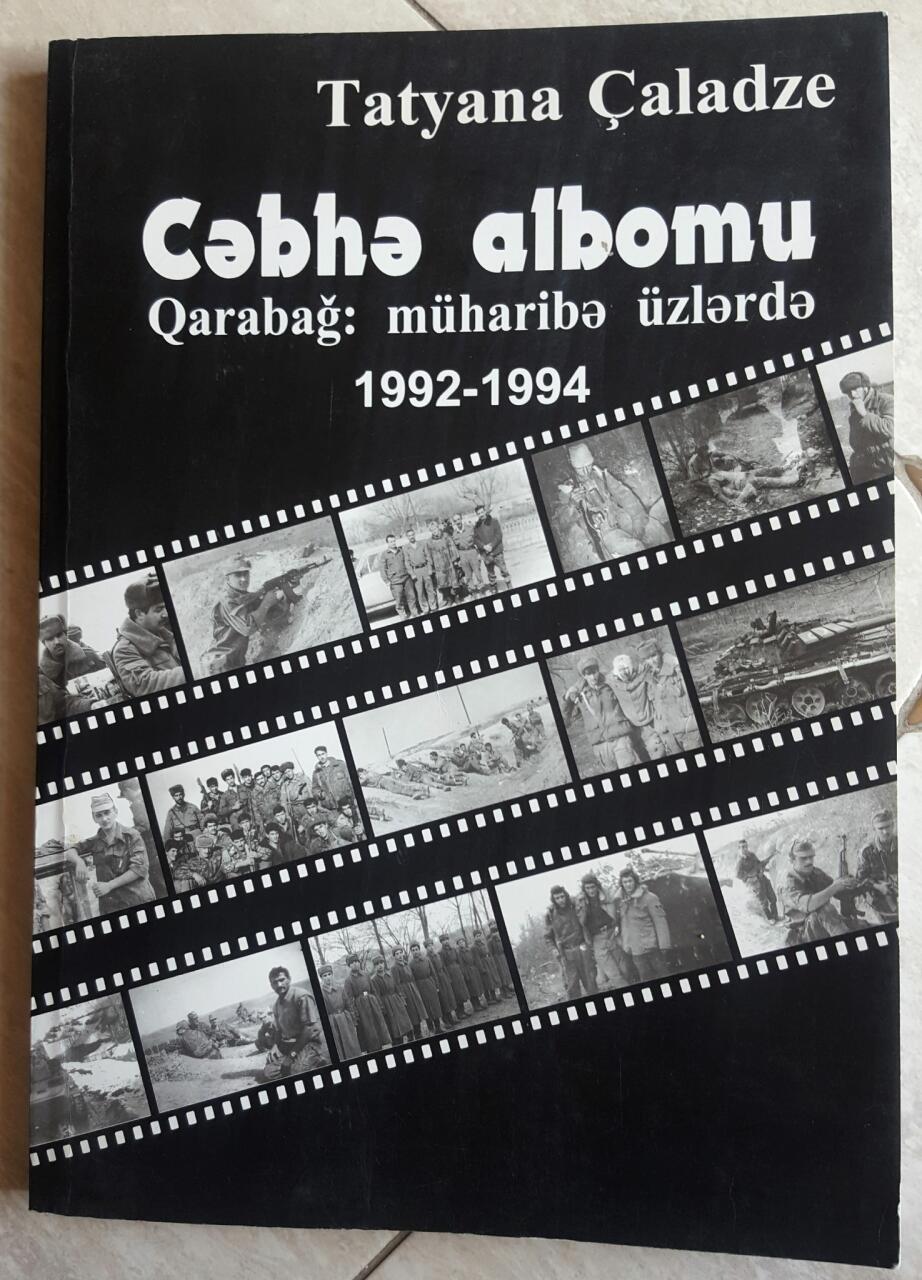 Tatyana Çaladze
Cəbhə albomu
Qarabağ: müharibə üzlərdə
1992-1994